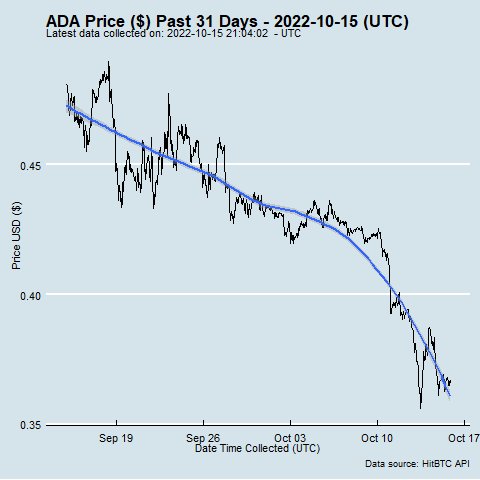 ADA Price ($) Past 31 Days - 2022-10-15 (UTC)
Latest data collected on: 2022-10-15 21:04:02 - UTC
Price USD ($)
0.45
0.40
0.35
Sep 19
Sep 26
Oct 03
Oct 10
Oct 17
Date Time Collected (UTC)
Data source: HitBTC API